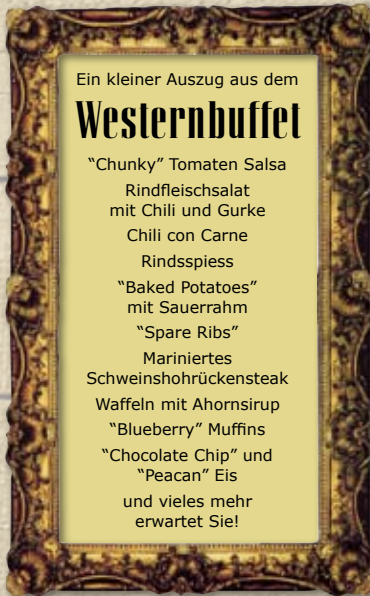 Ein kleiner Auszug aus dem
Westernbuffet
“Chunky” Tomaten Salsa
Rindfleischsalat
mit Chili und Gurke
Chili con Carne
Rindsspiess
“Baked Potatoes”
mit Sauerrahm
“Spare Ribs”
Mariniertes
Schweinshohrückensteak
Waffeln mit Ahornsirup
“Blueberry” Muffins
“Chocolate Chip” und
“Peacan” Eis
und vieles mehr
erwartet Sie!